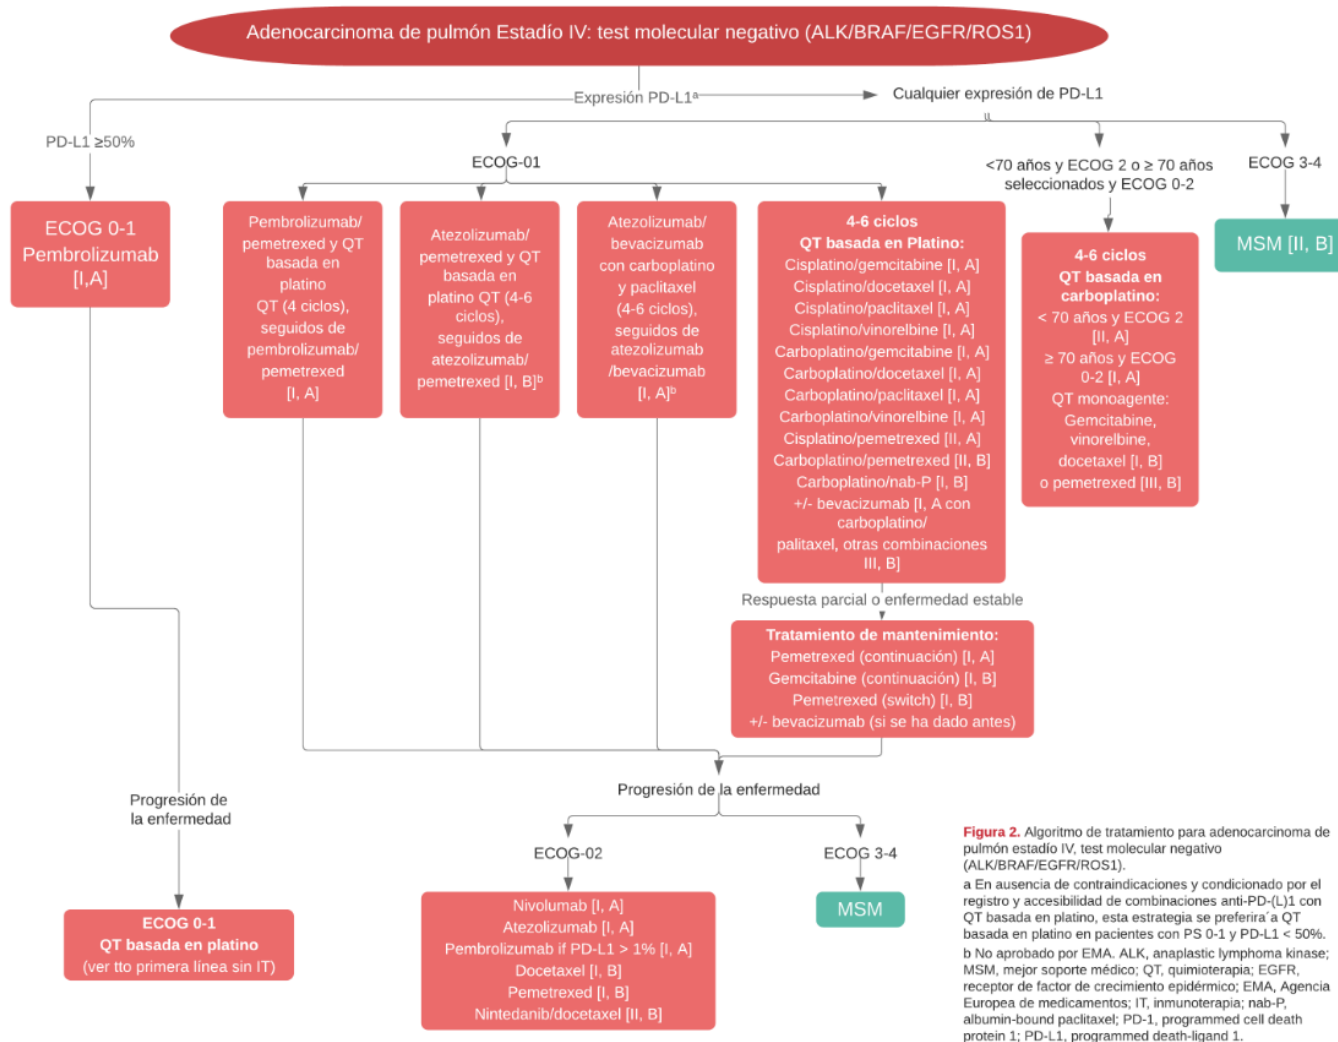 Adenocarcinoma de pulmón Estadío IV: test molecular negativo (ALK/BRAF/EGFR/ROS1)
Expresión PD-L1ª
Cualquier expresión de PD-L1
PD-L1 ≥50%
ECOG-01
<70 años y ECOG 2 o ≥ 70 años
seleccionados y ECOG 0-2
ECOG 3-4
ECOG 0-1
Pembrolizumab
[I,A]
Pembrolizumab/
pemetrexed y QT
basada en
platino
QT (4 ciclos),
seguidos de
pembrolizumab/
pemetrexed
[I, A]
Atezolizumab/
pemetrexed y QT
basada en
platino QT (4-6
ciclos),
seguidos de
atezolizumab/
pemetrexed [I, B]ᵇ
Atezolizumab/
bevacizumab
con carboplatino
y paclitaxel
(4-6 ciclos),
seguidos de
atezolizumab
/bevacizumab
[I, A]ᵇ
4-6 ciclos
QT basada en Platino:
Cisplatino/gemcitabine [I, A]
Cisplatino/docetaxel [I, A]
Cisplatino/paclitaxel [I, A]
Cisplatino/vinorelbine [I, A]
Carboplatino/gemcitabine [I, A]
Carboplatino/docetaxel [I, A]
Carboplatino/paclitaxel [I, A]
Carboplatino/vinorelbine [I, A]
Cisplatino/pemetrexed [II, A]
Carboplatino/pemetrexed [II, B]
Carboplatino/nab-P [I, B]
+/- bevacizumab [I, A con
carboplatino/
palitaxel, otras combinaciones
III, B]
4-6 ciclos
QT basada en
carboplatino:
< 70 años y ECOG 2
[II, A]
≥ 70 años y ECOG
0-2 [I, A]
QT monoagente:
Gemcitabine,
vinorelbine,
docetaxel [I, B]
o pemetrexed [III, B]
MSM [II, B]
Respuesta parcial o enfermedad estable
Tratamiento de mantenimiento:
Pemetrexed (continuación) [I, A]
Gemcitabine (continuación) [I, B]
Pemetrexed (switch) [I, B]
+/- bevacizumab (si se ha dado antes)
Progresión de la enfermedad
Progresión de
la enfermedad
ECOG-02
ECOG 3-4
ECOG 0-1
QT basada en platino
(ver tto primera línea sin IT)
Nivolumab [I, A]
Atezolizumab [I, A]
Pembrolizumab if PD-L1 > 1% [I, A]
Docetaxel [I, B]
Pemetrexed [I, B]
Nintedanib/docetaxel [II, B]
MSM
Figura 2. Algoritmo de tratamiento para adenocarcinoma de
pulmón estadío IV, test molecular negativo
(ALK/BRAF/EGFR/ROS1).
a En ausencia de contraindicaciones y condicionado por el
registro y accesibilidad de combinaciones anti-PD-(L)1 con
QT basada en platino, esta estrategia se preferira´a QT
basada en platino en pacientes con PS 0-1 y PD-L1 < 50%.
b No aprobado por EMA. ALK, anaplastic lymphoma kinase;
MSM, mejor soporte médico; QT, quimioterapia; EGFR,
receptor de factor de crecimiento epidérmico; EMA, Agencia
Europea de medicamentos; IT, inmunoterapia; nab-P,
albumin-bound paclitaxel; PD-1, programmed cell death
protein 1; PD-L1, programmed death-ligand 1.